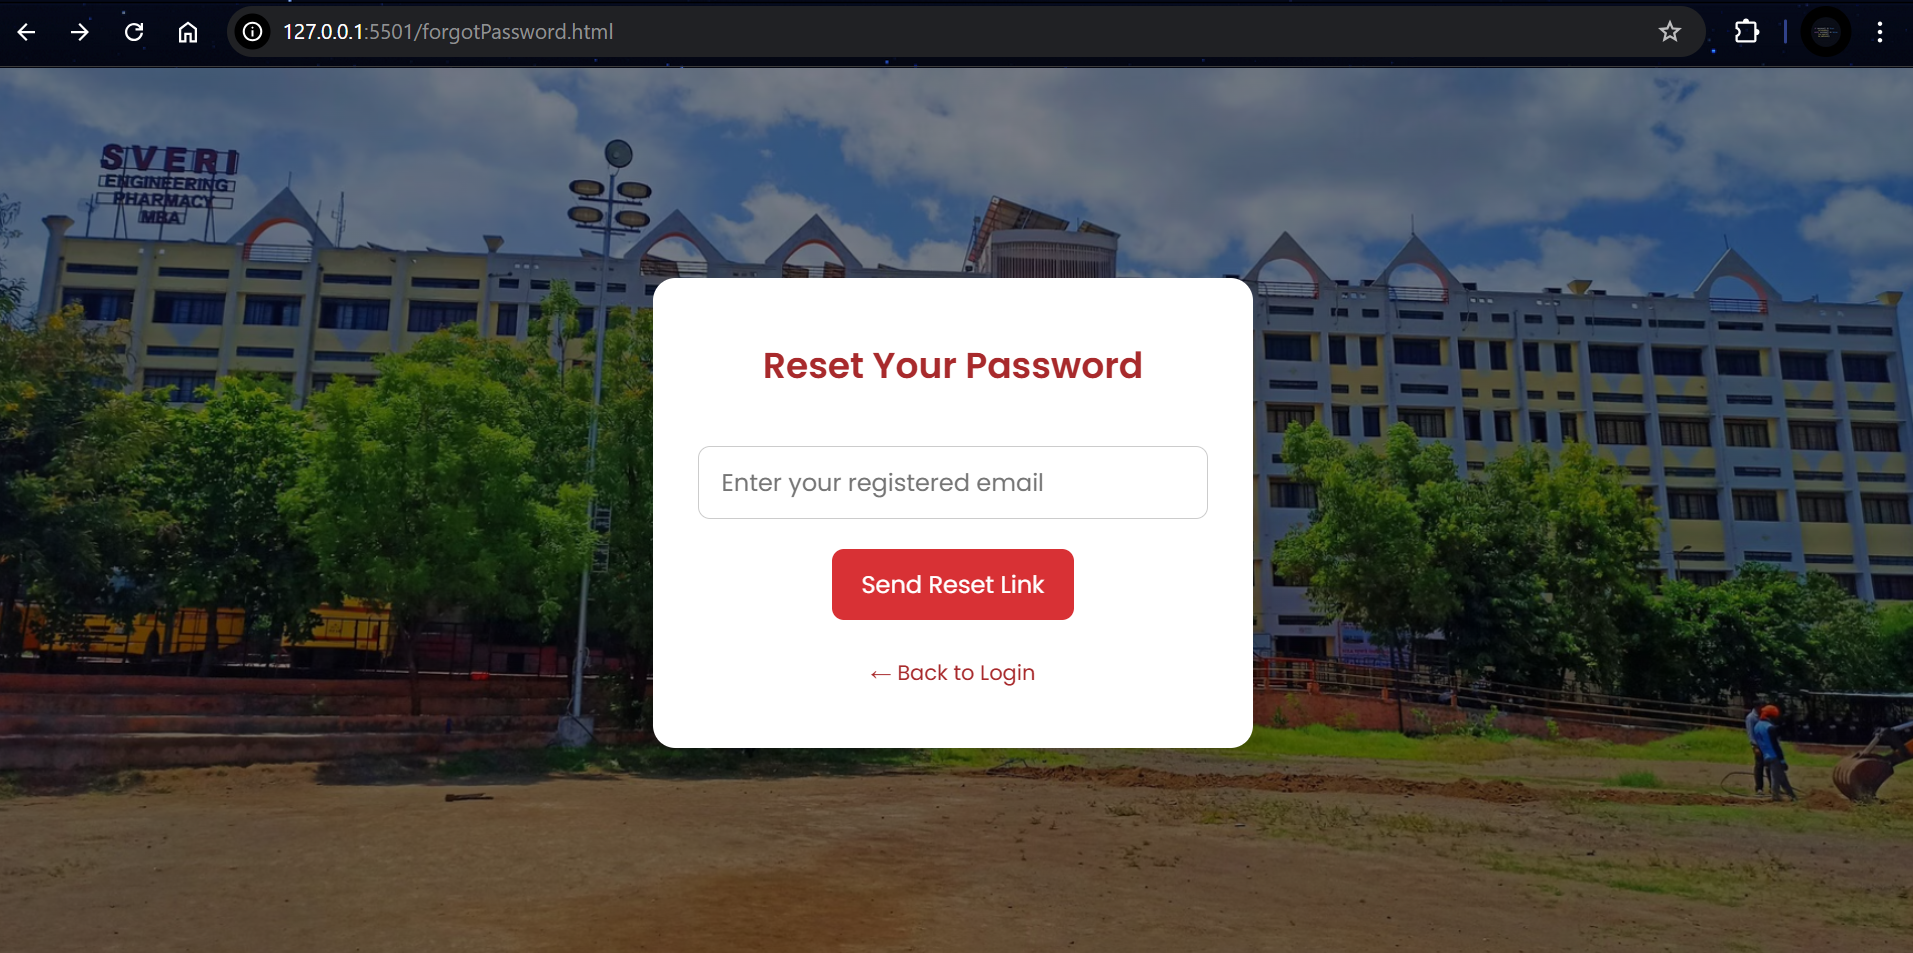 127.0.0.1:5501/forgotPassword.html
SVERI
ENGINEERING
PHARMACY
MBA
Reset Your Password
Enter your registered email
Send Reset Link
← Back to Login